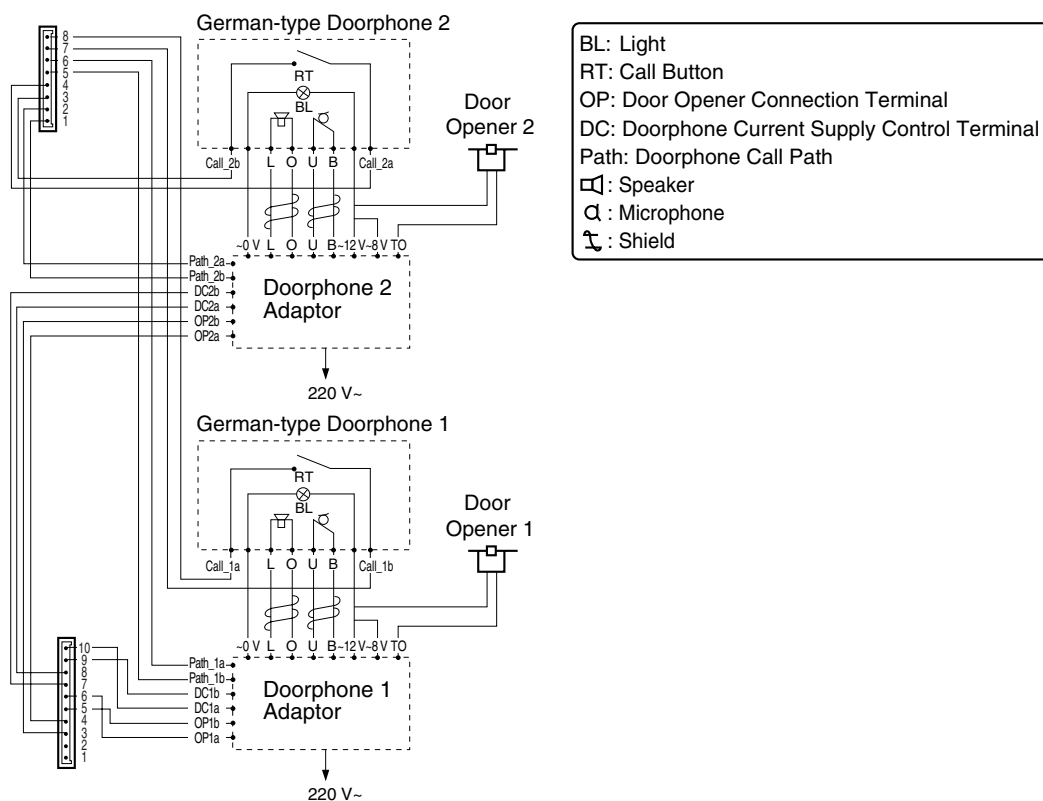 German-type Doorphone 2
8
7
6
5
4
3
2
1
RT
BL
Call_2b
L O U B
Call_2a
Door
Opener 2
~0 V L O U B~12 V~8 V TO
Path_2a
Path_2b
DC2b
DC2a
OP2b
OP2a
Doorphone 2
Adaptor
220 V~
German-type Doorphone 1
RT
BL
Call_1a
L O U B
Call_1b
Door
Opener 1
~0 V L O U B~12 V~8 V TO
10
9
8
7
6
5
4
3
2
1
Path_1a
Path_1b
DC1b
DC1a
OP1b
OP1a
Doorphone 1
Adaptor
220 V~
BL: Light
RT: Call Button
OP: Door Opener Connection Terminal
DC: Doorphone Current Supply Control Terminal
Path: Doorphone Call Path
: Speaker
: Microphone
: Shield